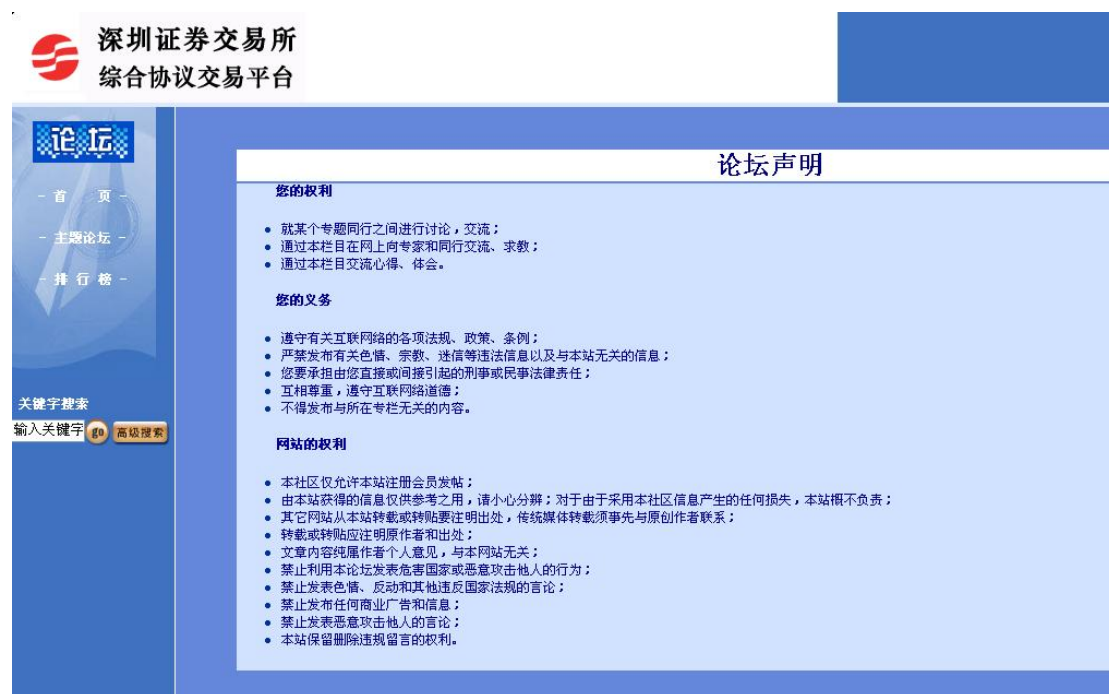 深圳证券交易所
综合协议交易平台
论坛
- 首 页 -
- 主题论坛 -
- 排 行 榜 -
关键字搜索
输入关键字 go 高级搜索
论坛声明
您的权利
就某个专题同行之间进行讨论，交流；
通过本栏目在网上向专家和同行交流、求教；
通过本栏目交流心得、体会。
您的义务
遵守有关互联网络的各项法规、政策、条例；
严禁发布有关色情、宗教、迷信等违法信息以及与本站无关的信息；
您要承担由您直接或间接引起的刑事或民事法律责任；
互相尊重，遵守互联网络道德；
不得发布与所在专栏无关的内容。
网站的权利
本社区仅允许本站注册会员发帖；
由本站获得的信息仅供参考之用，请小心分辨；对于由于采用本社区信息产生的任何损失，本站概不负责；
其它网站从本站转载或转贴要注明出处，传统媒体转载须事先与原创作者联系；
转载或转贴应注明原作者和出处；
文章内容纯属作者个人意见，与本网站无关；
禁止利用本论坛发表危害国家或恶意攻击他人的行为；
禁止发表色情、反动和其他违反国家法规的言论；
禁止发布任何商业广告和信息；
禁止发表恶意攻击他人的言论；
本站保留删除违规留言的权利。